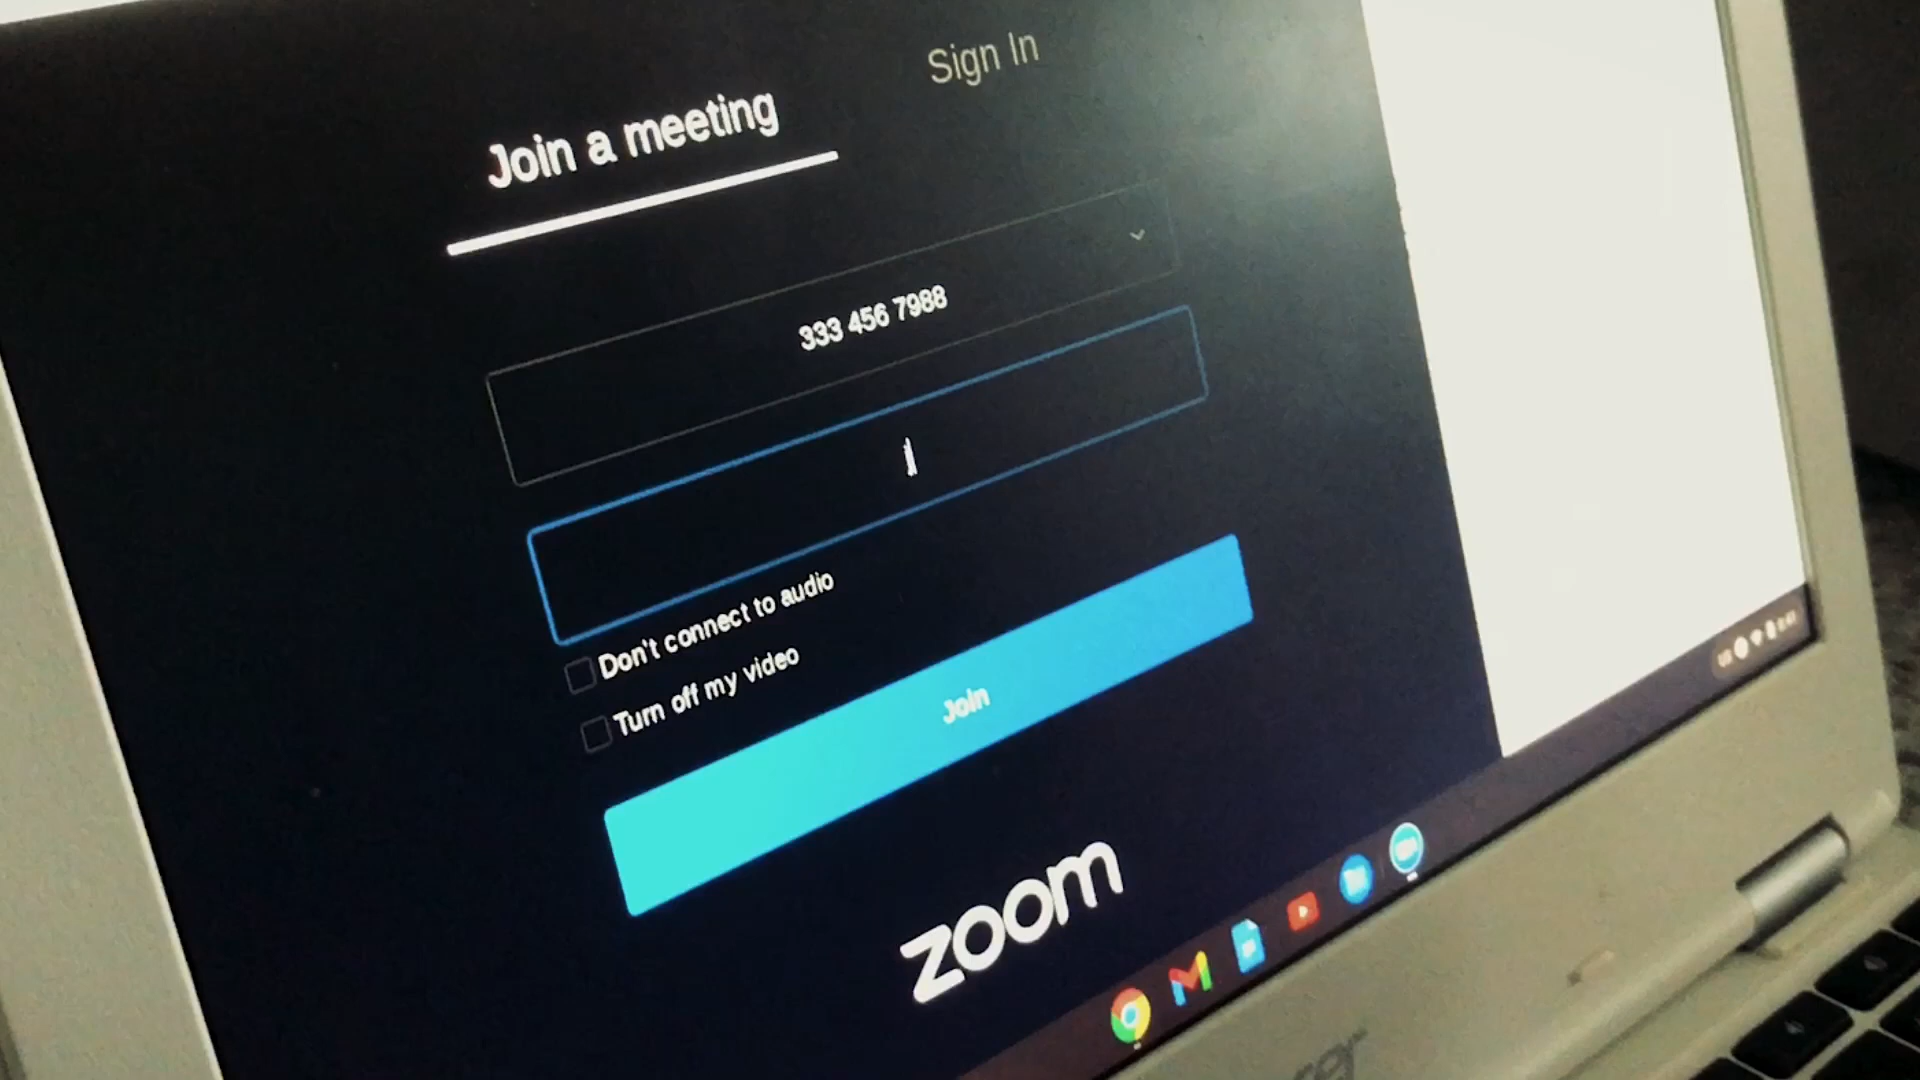 Sign In
Join a meeting
333 456 7988
Don't connect to audio
Turn off my video
Join
zoom